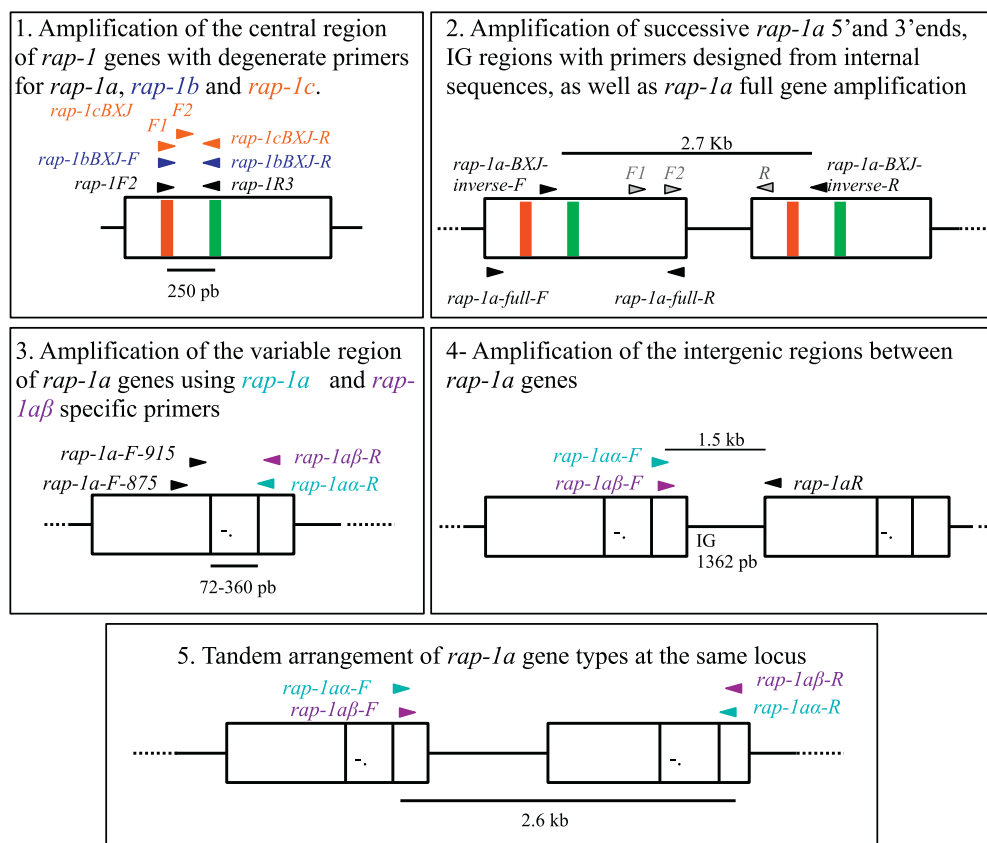 1. Amplification of the central region
of rap-1 genes with degenerate primers
for rap-1a, rap-1b and rap-1c.
rap-1cBXJ
F2
F1
rap-1cBXJ-R
rap-1bBXJ-F
rap-1bBXJ-R
rap-1F2
rap-1R3
250 pb
2. Amplification of successive rap-1a 5’and 3’ends,
IG regions with primers designed from internal
sequences, as well as rap-1a full gene amplification
2.7 Kb
rap-1a-BXJ-
inverse-F
F1
F2
R
rap-1a-BXJ-
inverse-R
rap-1a-full-F
rap-1a-full-R
3. Amplification of the variable region
of rap-1a genes using rap-1a and rap-
1aβ specific primers
rap-1a-F-915
rap-1aβ-R
rap-1a-F-875
rap-1aα-R
-.
72-360 pb
4- Amplification of the intergenic regions between
rap-1a genes
1.5 kb
rap-1aα-F
rap-1aβ-F
rap-1aR
-.
-.
IG
1362 pb
5. Tandem arrangement of rap-1a gene types at the same locus
rap-1aα-F
rap-1aβ-R
rap-1aβ-F
rap-1aα-R
-.
-.
2.6 kb